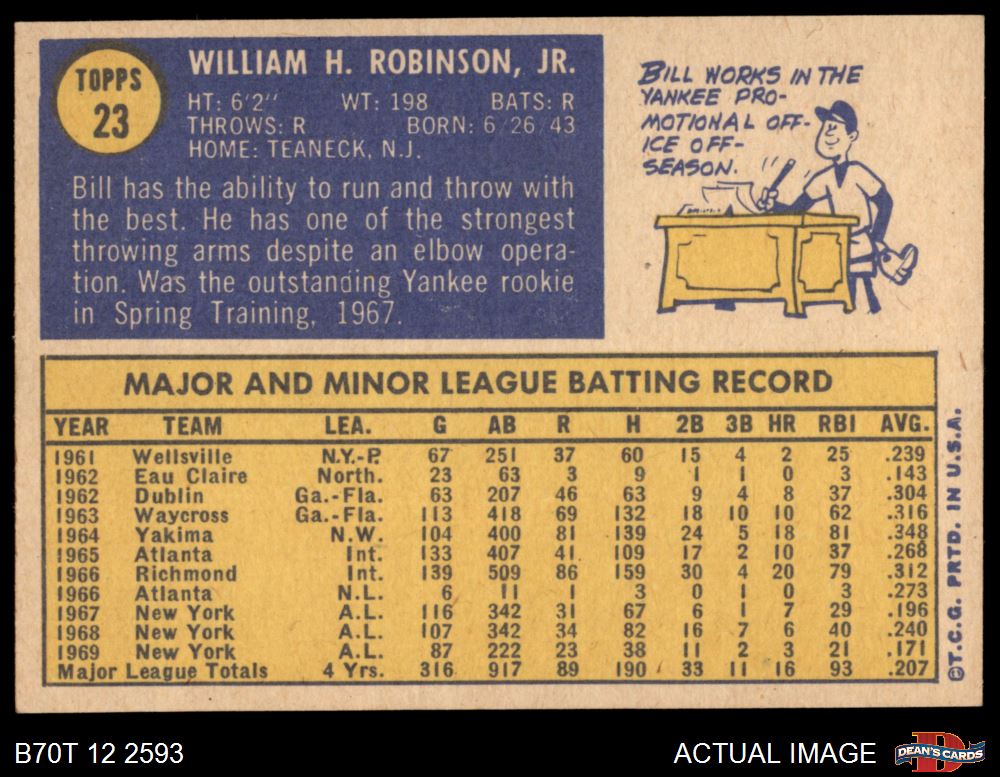 TOPPS
23
WILLIAM H. ROBINSON, JR.
HT: 6'2" WT: 198 BATS: R
THROWS: R BORN: 6 26 43
HOME: TEANECK, N.J.
Bill has the ability to run and throw with
the best. He has one of the strongest
throwing arms despite an elbow opera-
tion. Was the outstanding Yankee rookie
in Spring Training, 1967.
BILL WORKS IN THE
YANKEE PRO-
MOTIONAL OFF-
ICE OFF-
SEASON.
MAJOR AND MINOR LEAGUE BATTING RECORD
YEAR TEAM LEA. G AB R H 2B 3B HR RBI AVG.
1961 Wellsville N.Y.-P. 67 251 37 60 15 4 2 25 .239
1962 Eau Claire North. 23 63 3 9 1 1 0 3 .143
1962 Dublin Ga.-Fla. 63 207 46 63 9 4 8 37 .304
1963 Waycross Ga.-Fla. 113 418 69 132 18 10 10 62 .316
1964 Yakima N.W. 104 400 81 139 24 5 18 81 .348
1965 Atlanta Int. 133 407 41 109 17 2 10 37 .268
1966 Richmond Int. 139 509 86 159 30 4 20 79 .312
1966 Atlanta N.L. 6 11 1 3 0 1 0 3 .273
1967 New York A.L. 116 342 31 67 6 1 7 29 .196
1968 New York A.L. 107 342 34 82 16 7 6 40 .240
1969 New York A.L. 87 222 23 38 11 2 3 21 .171
Major League Totals 4 Yrs. 316 917 89 190 33 11 16 93 .207
©T.C.G. PRTD. IN U.S.A.
B70T 12 2593
ACTUAL IMAGE
DEAN'S CARDS